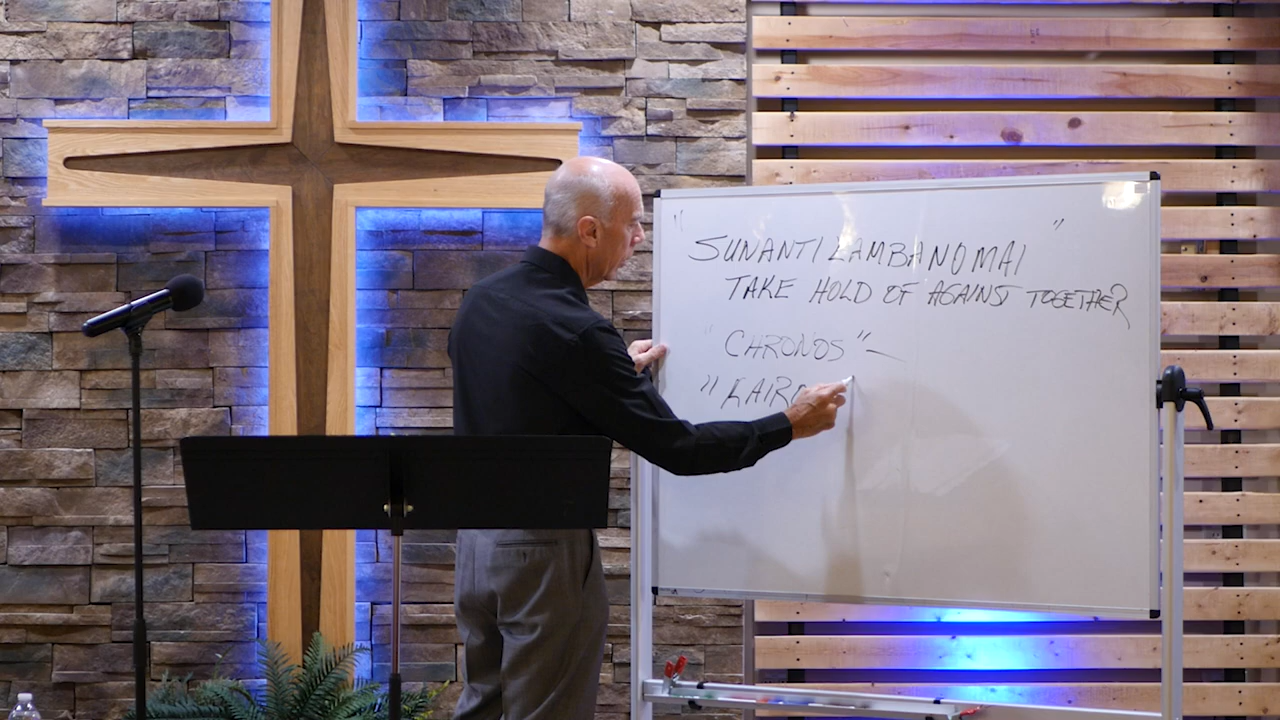 "SUNANTILAMBANOMAI"
TAKE HOLD OF AGAINST TOGETHER
"CHRONOS" —